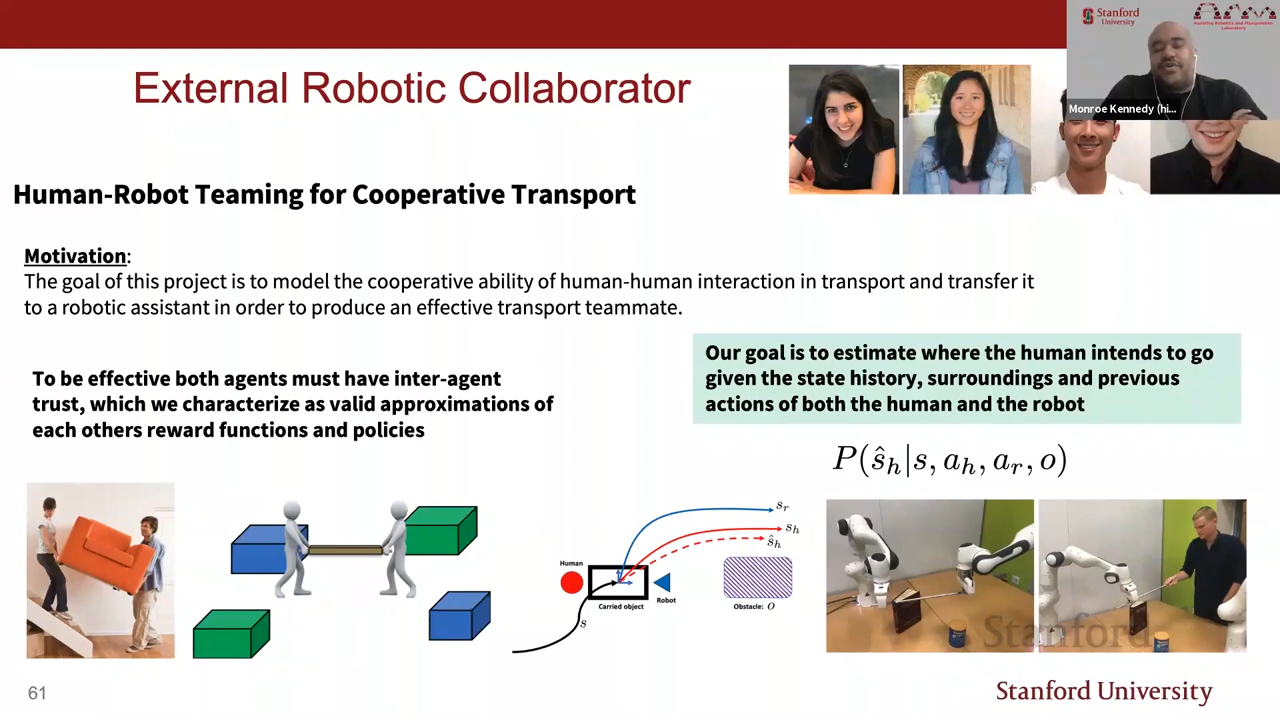 Stanford
University
Assistive Robotics and Manipulation
Laboratory
Monroe Kennedy (hi...
External Robotic Collaborator
Human-Robot Teaming for Cooperative Transport
Motivation:
The goal of this project is to model the cooperative ability of human-human interaction in transport and transfer it
to a robotic assistant in order to produce an effective transport teammate.
To be effective both agents must have inter-agent
trust, which we characterize as valid approximations of
each others reward functions and policies
Our goal is to estimate where the human intends to go
given the state history, surroundings and previous
actions of both the human and the robot
P(ŝ_h|s, a_h, a_r, o)
s_r
s_h
ŝ_h
Human
Robot
Carried object
s
Obstacle: O
Stanford
61
Stanford University